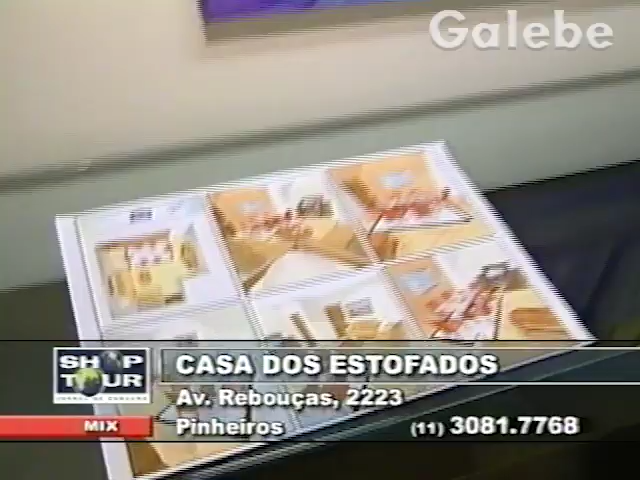 Galebe
SHOP
TOUR
CASA DOS ESTOFADOS
Av. Rebouças, 2223
MIX
Pinheiros
(11) 3081.7768